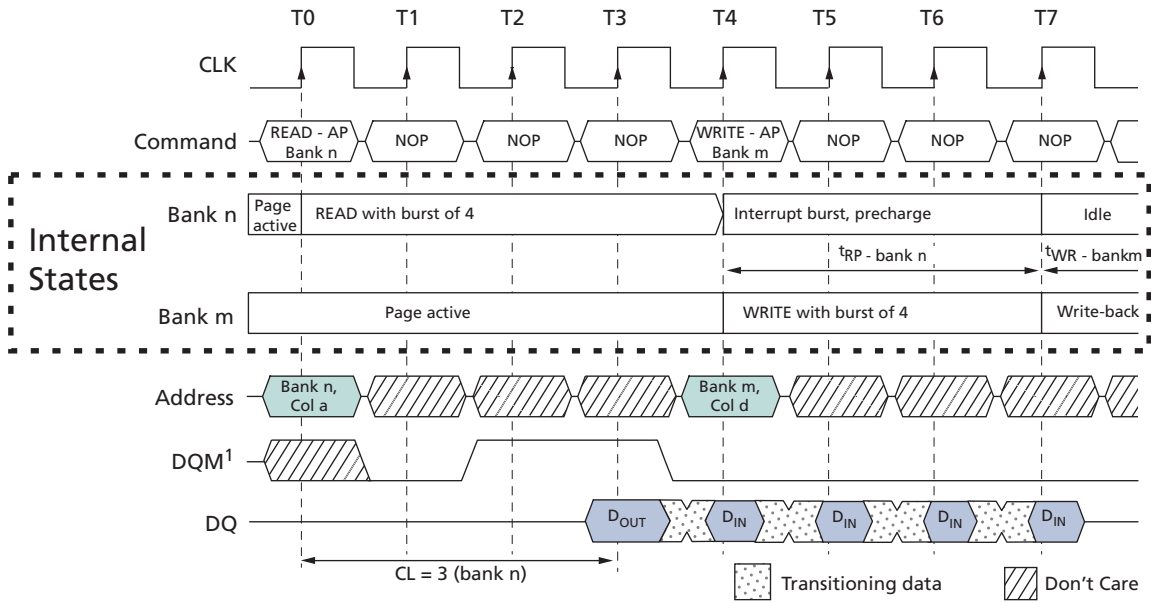 T0 T1 T2 T3 T4 T5 T6 T7
CLK
Command
READ - AP
Bank n
NOP
NOP
NOP
WRITE - AP
Bank m
NOP
NOP
NOP
Internal
States
Bank n
Page
active
READ with burst of 4
Interrupt burst, precharge
Idle
tRP - bank n
tWR - bankm
Bank m
Page active
WRITE with burst of 4
Write-back
Address
Bank n,
Col a
Bank m,
Col d
DQM1
DQ
DOUT
DIN
DIN
DIN
DIN
CL = 3 (bank n)
Transitioning data
Don't Care